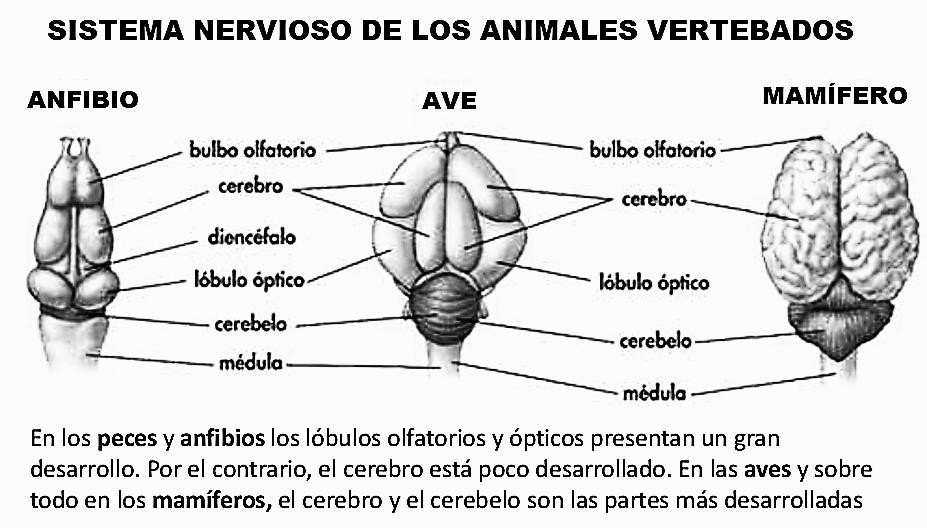 SISTEMA NERVIOSO DE LOS ANIMALES VERTEBADOS
ANFIBIO
AVE
MAMÍFERO
bulbo olfatorio
bulbo olfatorio
cerebro
cerebro
diencéfalo
lóbulo óptico
lóbulo óptico
cerebelo
cerebelo
médula
médula
En los peces y anfibios los lóbulos olfatorios y ópticos presentan un gran
desarrollo. Por el contrario, el cerebro está poco desarrollado. En las aves y sobre
todo en los mamíferos, el cerebro y el cerebelo son las partes más desarrolladas